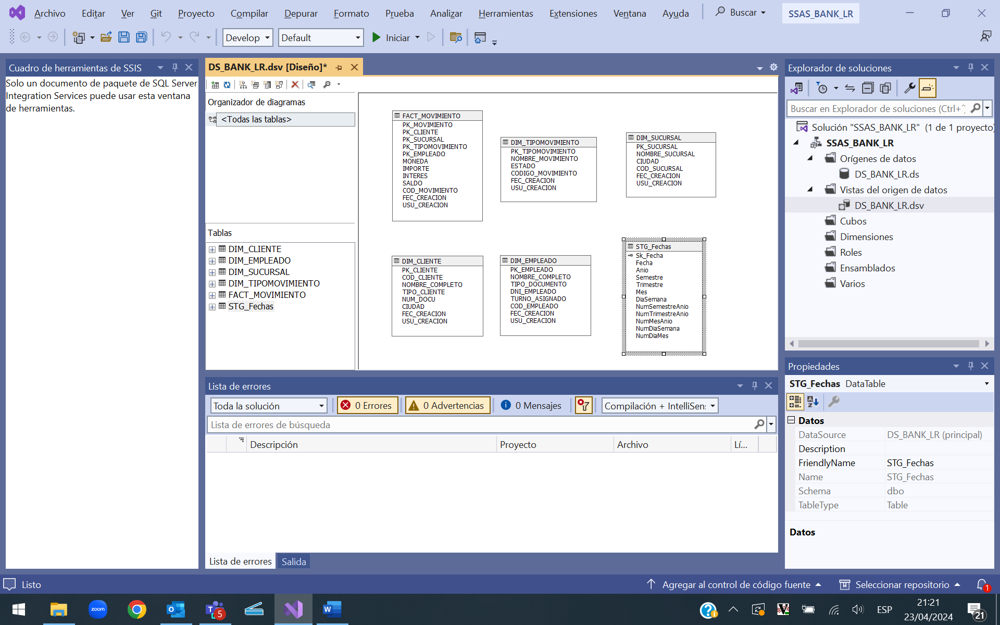 Archivo Editar Ver Git Proyecto Compilar Depurar Formato Prueba Analizar Herramientas Extensiones Ventana Ayuda Buscar SSAS_BANK_LR
Develop Default Iniciar
Cuadro de herramientas de SSIS
Solo un documento de paquete de SQL Server
Integration Services puede usar esta ventana
de herramientas.
DS_BANK_LR.dsv [Diseño]*
Organizador de diagramas
<Todas las tablas>
Tablas
DIM_CLIENTE
DIM_EMPLEADO
DIM_SUCURSAL
DIM_TIPOMOVIMIENTO
FACT_MOVIMIENTO
STG_Fechas
FACT_MOVIMIENTO
PK_MOVIMIENTO
PK_CLIENTE
PK_SUCURSAL
PK_TIPOMOVIMIENTO
PK_EMPLEADO
MONEDA
IMPORTE
INTERES
SALDO
COD_MOVIMIENTO
FEC_CREACION
USU_CREACION
DIM_TIPOMOVIMIENTO
PK_TIPOMOVIMIENTO
NOMBRE_MOVIMIENTO
ESTADO
CODIGO_MOVIMIENTO
FEC_CREACION
USU_CREACION
DIM_SUCURSAL
PK_SUCURSAL
NOMBRE_SUCURSAL
CIUDAD
COD_SUCURSAL
FEC_CREACION
USU_CREACION
DIM_CLIENTE
PK_CLIENTE
COD_CLIENTE
NOMBRE_COMPLETO
TIPO_CLIENTE
NUM_DOCU
CIUDAD
FEC_CREACION
USU_CREACION
DIM_EMPLEADO
PK_EMPLEADO
NOMBRE_COMPLETO
TIPO_DOCUMENTO
DNI_EMPLEADO
TURNO_ASIGNADO
COD_EMPLEADO
FEC_CREACION
USU_CREACION
STG_Fechas
Sk_Fecha
Fecha
Anio
Semestre
Trimestre
Mes
DiaSemana
NumSemestreAnio
NumTrimestreAnio
NumMesAnio
NumDiaSemana
NumDiaMes
Lista de errores
Toda la solución 0 Errores 0 Advertencias 0 Mensajes Compilación + IntelliSen:
Lista de errores de búsqueda
Descripción Proyecto Archivo Lí...
Lista de errores Salida
Explorador de soluciones
Buscar en Explorador de soluciones (Ctrl+´)
Solución "SSAS_BANK_LR" (1 de 1 proyecto)
SSAS_BANK_LR
Orígenes de datos
DS_BANK_LR.ds
Vistas del origen de datos
DS_BANK_LR.dsv
Cubos
Dimensiones
Roles
Ensamblados
Varios
Propiedades
STG_Fechas DataTable
Datos
DataSource DS_BANK_LR (principal)
Description
FriendlyName STG_Fechas
Name STG_Fechas
Schema dbo
TableType Table
Datos
Listo Agregar al control de código fuente Seleccionar repositorio 1
zoom 5 ESP 21:21
23/04/2024 21